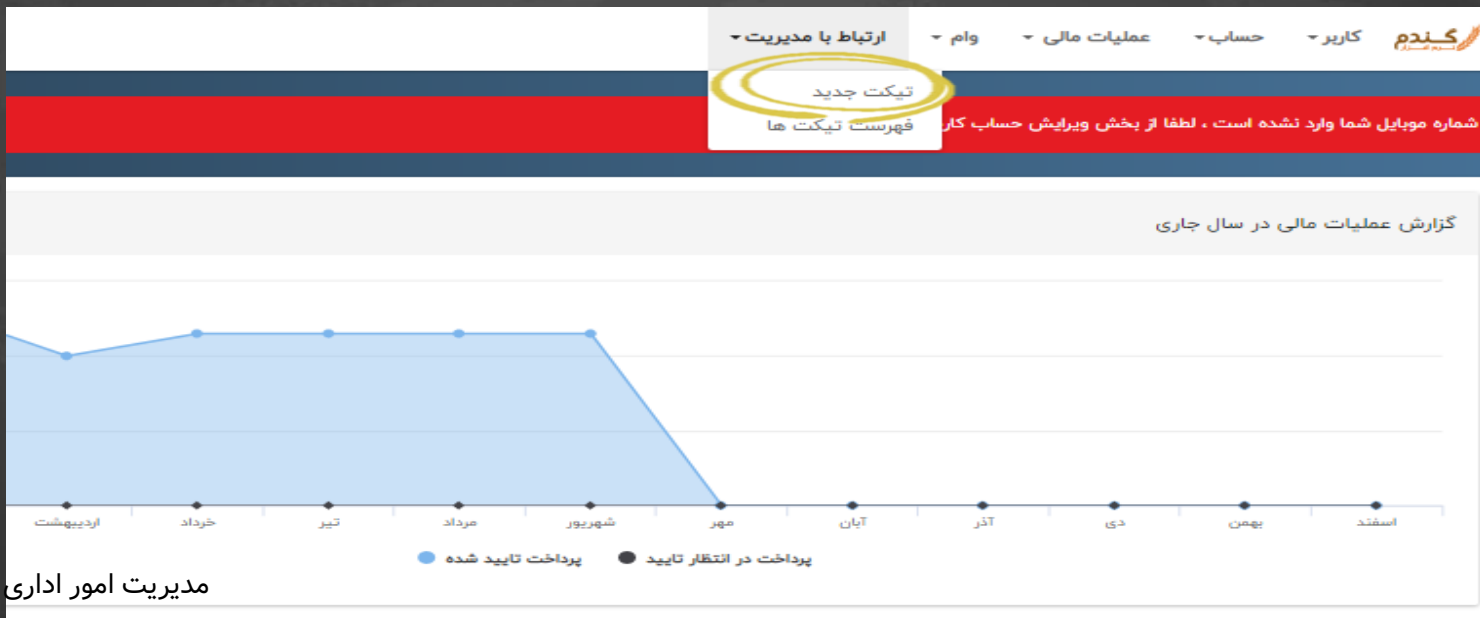 گندم
کاربر
حساب
عملیات مالی
وام
ارتباط با مدیریت
تیکت جدید
فهرست تیکت ها
شماره موبایل شما وارد نشده است ، لطفا از بخش ویرایش حساب کار
گزارش عملیات مالی در سال جاری
اردیبهشت
خرداد
تیر
مرداد
شهریور
مهر
آبان
آذر
دی
بهمن
اسفند
پرداخت در انتظار تایید
پرداخت تایید شده
مدیریت امور اداری